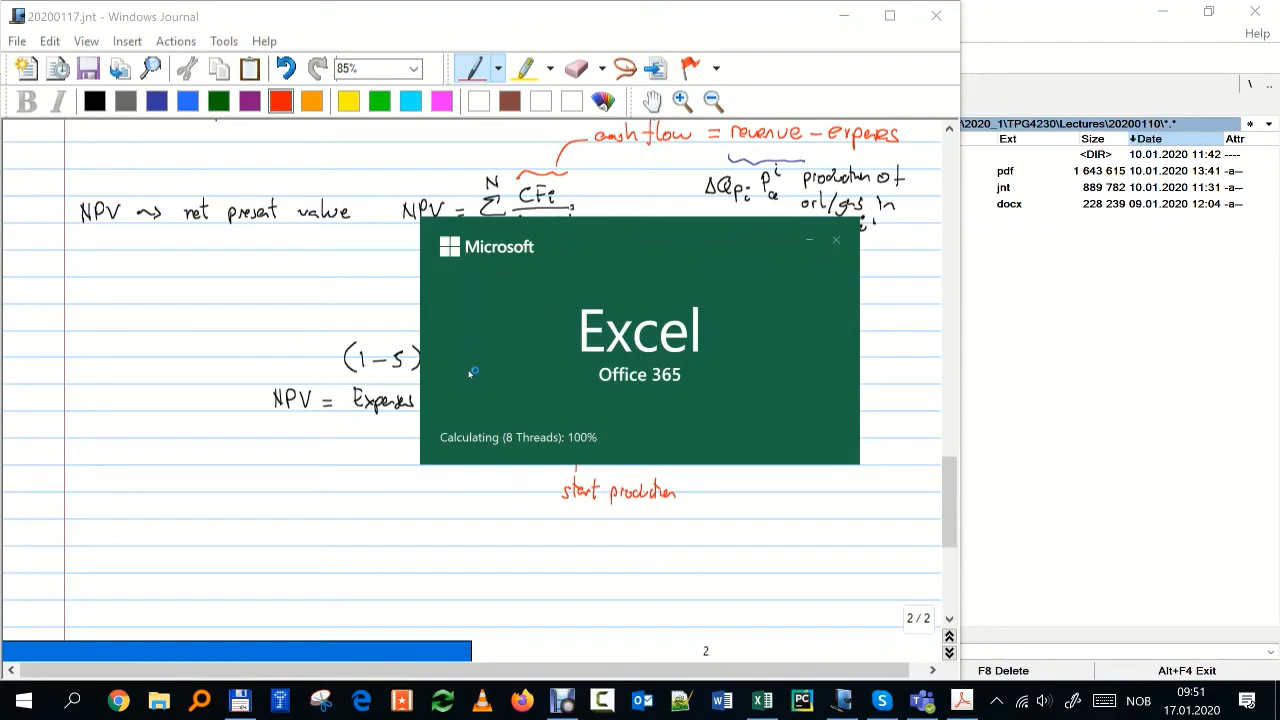 20200117.jnt - Windows Journal
File Edit View Insert Actions Tools Help
Help
85%
B I
\ ..
\2020_1\TPG4230\Lectures\20200110\*.* * ▾
Ext Size ↓Date Attr
<DIR> 10.01.2020 11:42 ----
pdf 1 643 615 10.01.2020 13:41 -a--
jnt 889 782 10.01.2020 11:31 -a--
docx 228 239 09.01.2020 12:04 -a--
cash flow = revenue - expenses
NPV ~> net present value NPV = N Σ CFi
ΔQpi Pi production of
oil/gas in
Microsoft
Excel
Office 365
Calculating (8 Threads): 100%
(1-5)
NPV = Expenses
start production
2 / 2
2
F8 Delete Alt+F4 Exit
NOB 09:51
17.01.2020